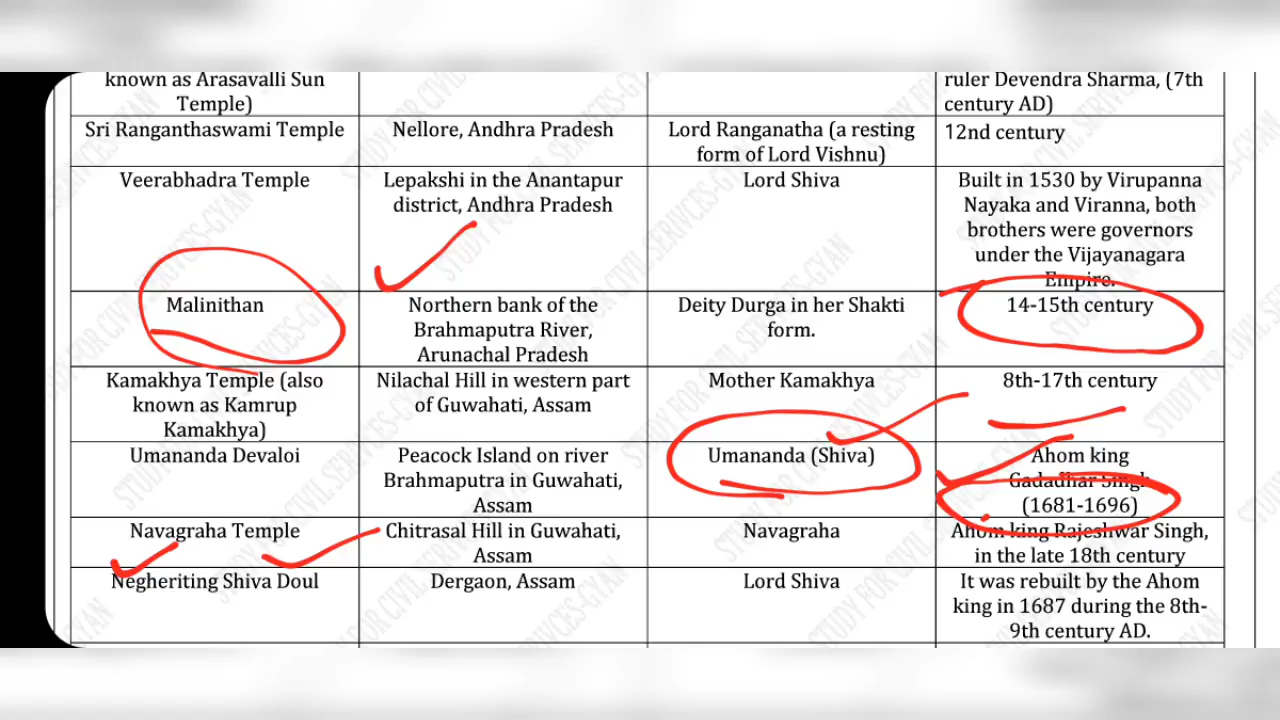 known as Arasavalli Sun
Temple)
ruler Devendra Sharma, (7th
century AD)
Sri Ranganthaswami Temple
Nellore, Andhra Pradesh
Lord Ranganatha (a resting
form of Lord Vishnu)
12nd century
Veerabhadra Temple
Lepakshi in the Anantapur
district, Andhra Pradesh
Lord Shiva
Built in 1530 by Virupanna
Nayaka and Viranna, both
brothers were governors
under the Vijayanagara
Empire.
Malinithan
Northern bank of the
Brahmaputra River,
Arunachal Pradesh
Deity Durga in her Shakti
form.
14-15th century
Kamakhya Temple (also
known as Kamrup
Kamakhya)
Nilachal Hill in western part
of Guwahati, Assam
Mother Kamakhya
8th-17th century
Umananda Devaloi
Peacock Island on river
Brahmaputra in Guwahati,
Assam
Umananda (Shiva)
Ahom king
Gadadhar Singh
(1681-1696)
Navagraha Temple
Chitrasal Hill in Guwahati,
Assam
Navagraha
Ahom king Rajeshwar Singh,
in the late 18th century
Negheriting Shiva Doul
Dergaon, Assam
Lord Shiva
It was rebuilt by the Ahom
king in 1687 during the 8th-
9th century AD.
STUDY FOR CIVIL SERIVCES-GYAN